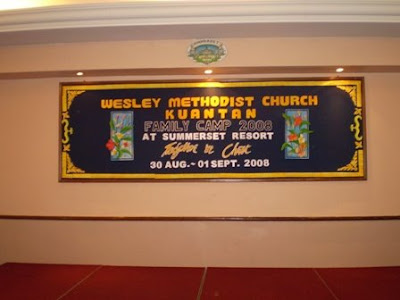 WESLEY METHODIST CHURCH
KUANTAN
FAMILY CAMP 2008
AT SUMMERSET RESORT
Together in Christ
30 AUG.~01 SEPT. 2008